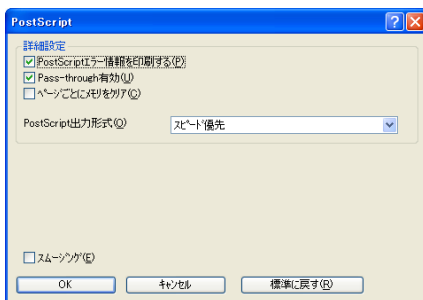 PostScript
詳細設定
PostScriptｴﾗｰ情報を印刷する(P)
Pass-through有効(U)
ﾍﾟｰｼﾞごとにﾒﾓﾘをｸﾘｱ(C)
PostScript出力形式(O)
ｽﾋﾟｰﾄﾞ優先
ｽﾑｰｼﾞﾝｸﾞ(E)
OK
ｷｬﾝｾﾙ
標準に戻す(R)